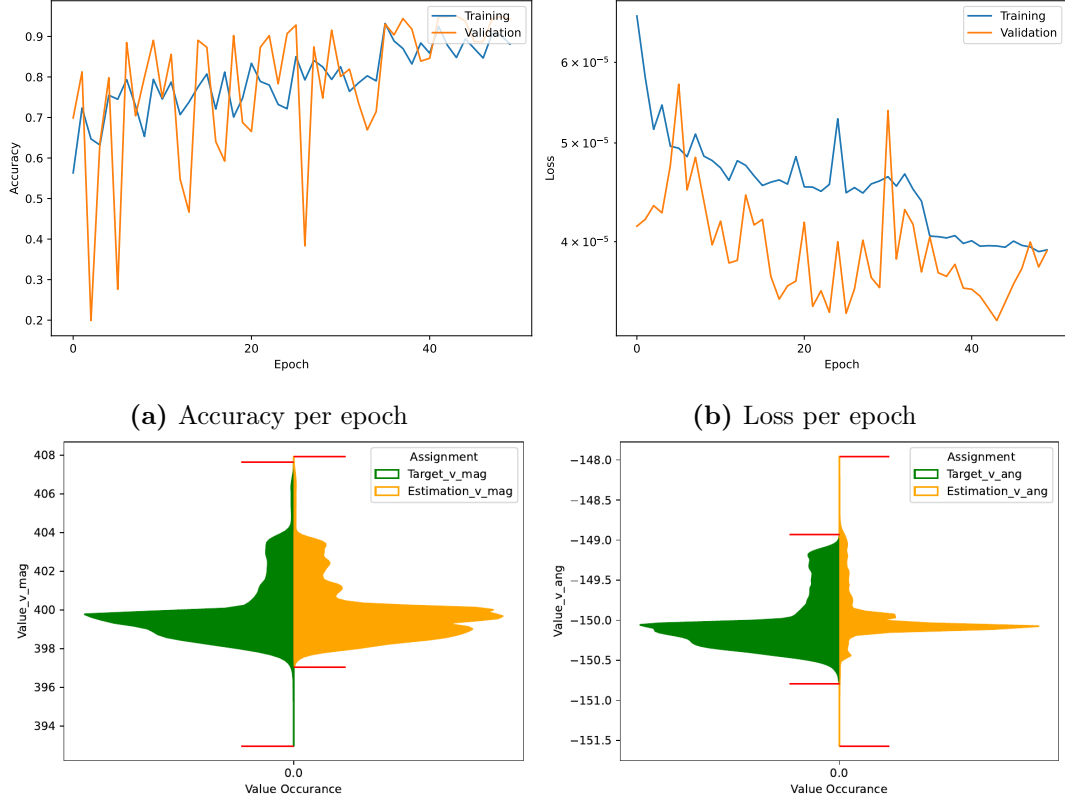 0.9
0.8
0.7
0.6
0.5
0.4
0.3
0.2
Accuracy
0
20
40
Epoch
Training
Validation
6 × 10⁻⁵
5 × 10⁻⁵
4 × 10⁻⁵
Loss
0
20
40
Epoch
Training
Validation
(a) Accuracy per epoch
(b) Loss per epoch
408
406
404
402
400
398
396
394
Value_v_mag
0.0
Value Occurance
Assignment
Target_v_mag
Estimation_v_mag
−148.0
−148.5
−149.0
−149.5
−150.0
−150.5
−151.0
−151.5
Value_v_ang
0.0
Value Occurance
Assignment
Target_v_ang
Estimation_v_ang